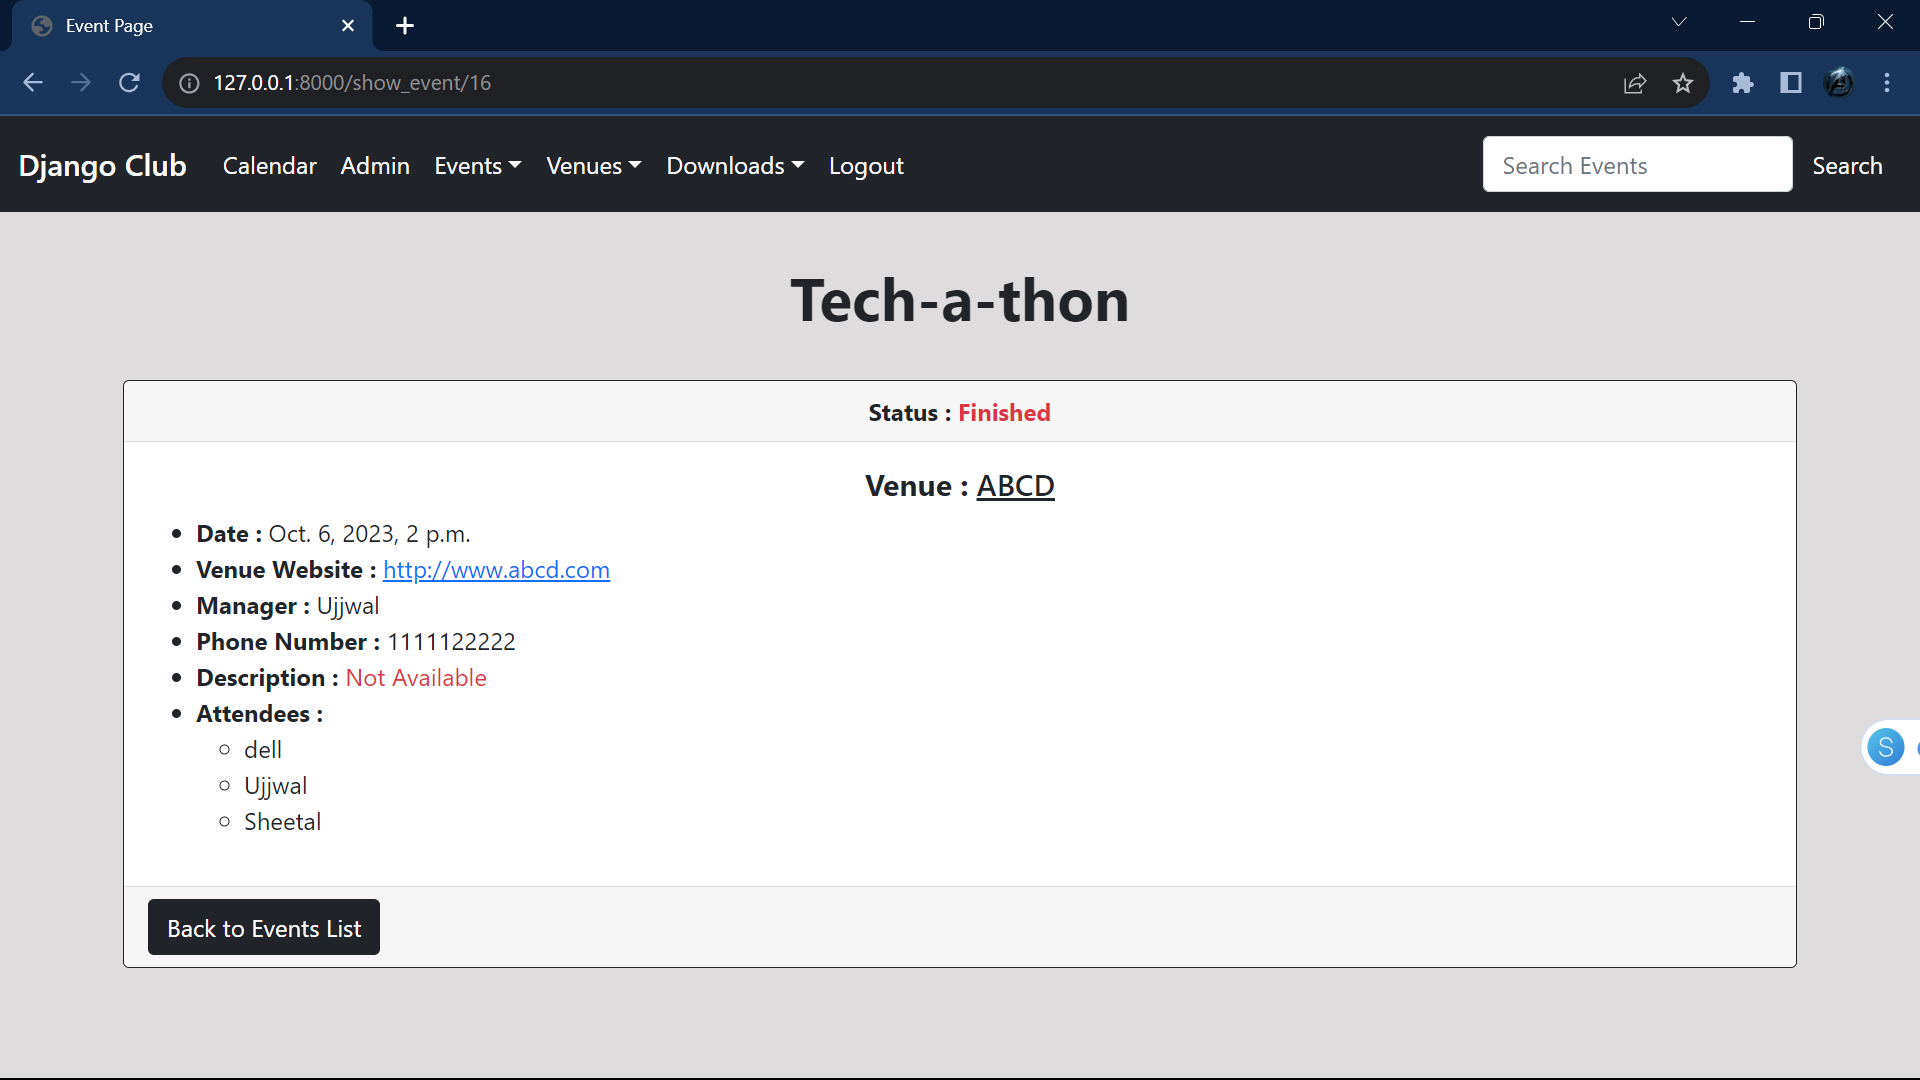 Event Page
127.0.0.1:8000/show_event/16
Django Club Calendar Admin Events Venues Downloads Logout Search Events Search
Tech-a-thon
Status : Finished
Venue : ABCD
Date : Oct. 6, 2023, 2 p.m.
Venue Website : http://www.abcd.com
Manager : Ujjwal
Phone Number : 1111122222
Description : Not Available
Attendees :
dell
Ujjwal
Sheetal
S
Back to Events List